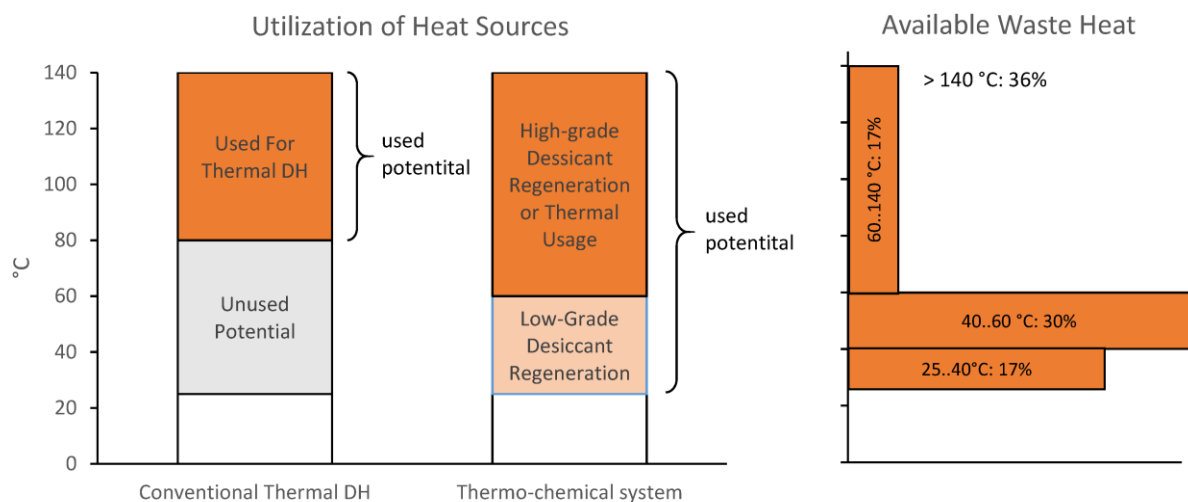 Utilization of Heat Sources
140
120
100
80
60
40
20
0
°C
Used For
Thermal DH
Unused
Potential
used
potentital
High-grade
Dessicant
Regeneration
or Thermal
Usage
Low-Grade
Desiccant
Regeneration
used
potentital
Conventional Thermal DH
Thermo-chemical system
Available Waste Heat
> 140 °C: 36%
60..140 °C: 17%
40..60 °C: 30%
25..40°C: 17%